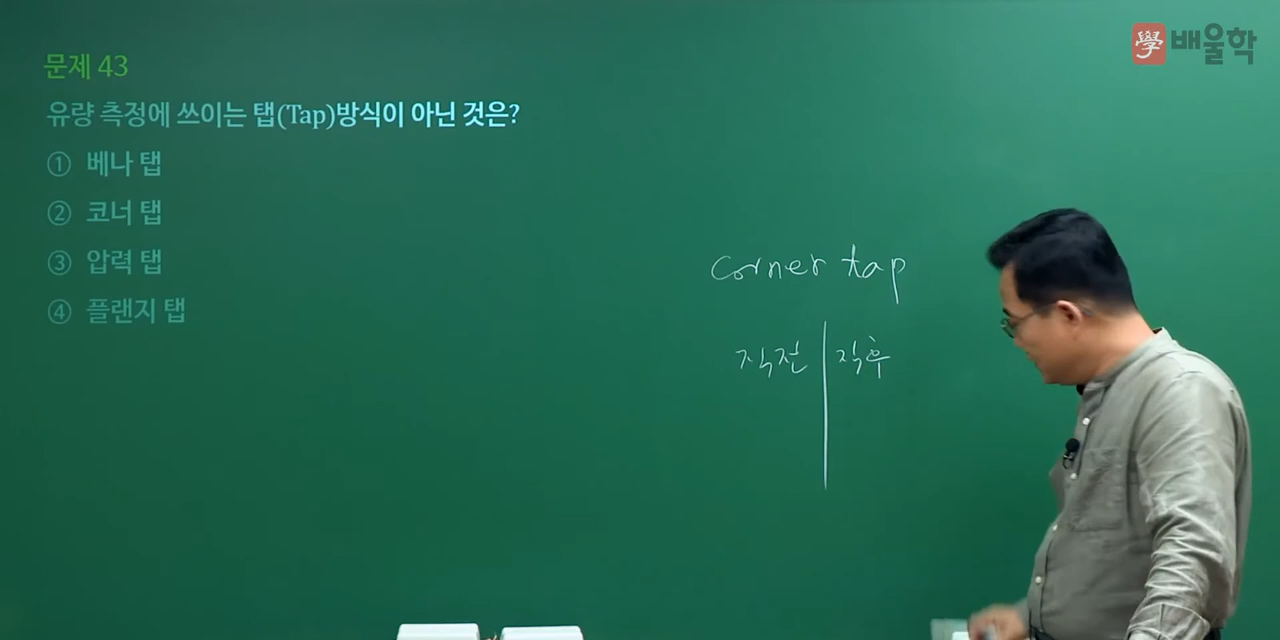 學 배울학
문제 43
유량 측정에 쓰이는 탭(Tap)방식이 아닌 것은?
① 베나 탭
② 코너 탭
③ 압력 탭
④ 플랜지 탭
corner tap
직전 직후